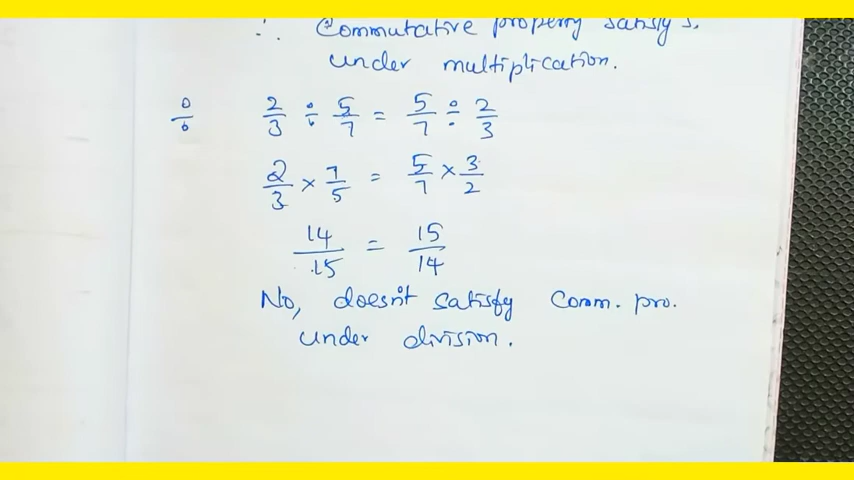 ∴ Commutative property satisfy's
under multiplication.
÷ 2/3 ÷ 5/7 = 5/7 ÷ 2/3
2/3 × 7/5 = 5/7 × 3/2
14/15 = 15/14
No, doesn't satisfy Comm. pro.
under division.